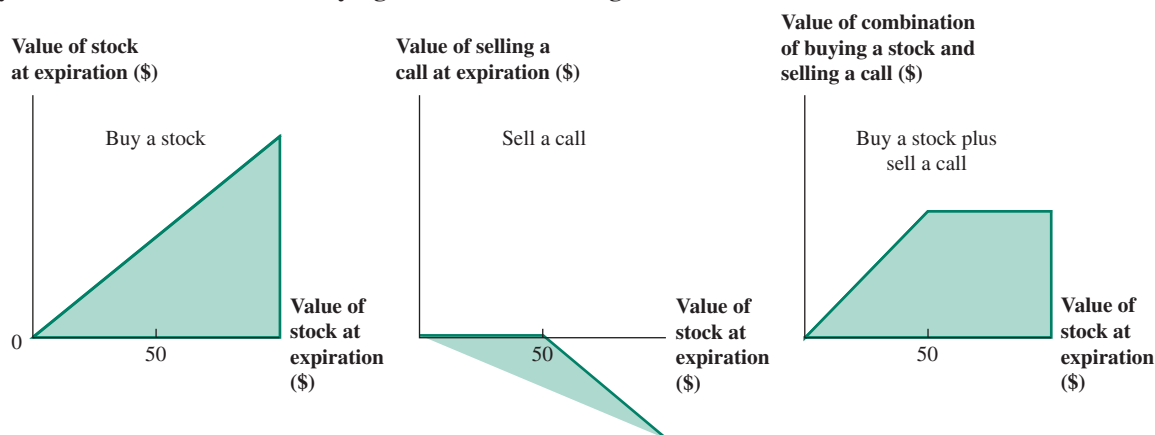 Value of stock
at expiration ($)
Buy a stock
0
50
Value of
stock at
expiration
($)
Value of selling a
call at expiration ($)
Sell a call
50
Value of
stock at
expiration
($)
Value of combination
of buying a stock and
selling a call ($)
Buy a stock plus
sell a call
50
Value of
stock at
expiration
($)